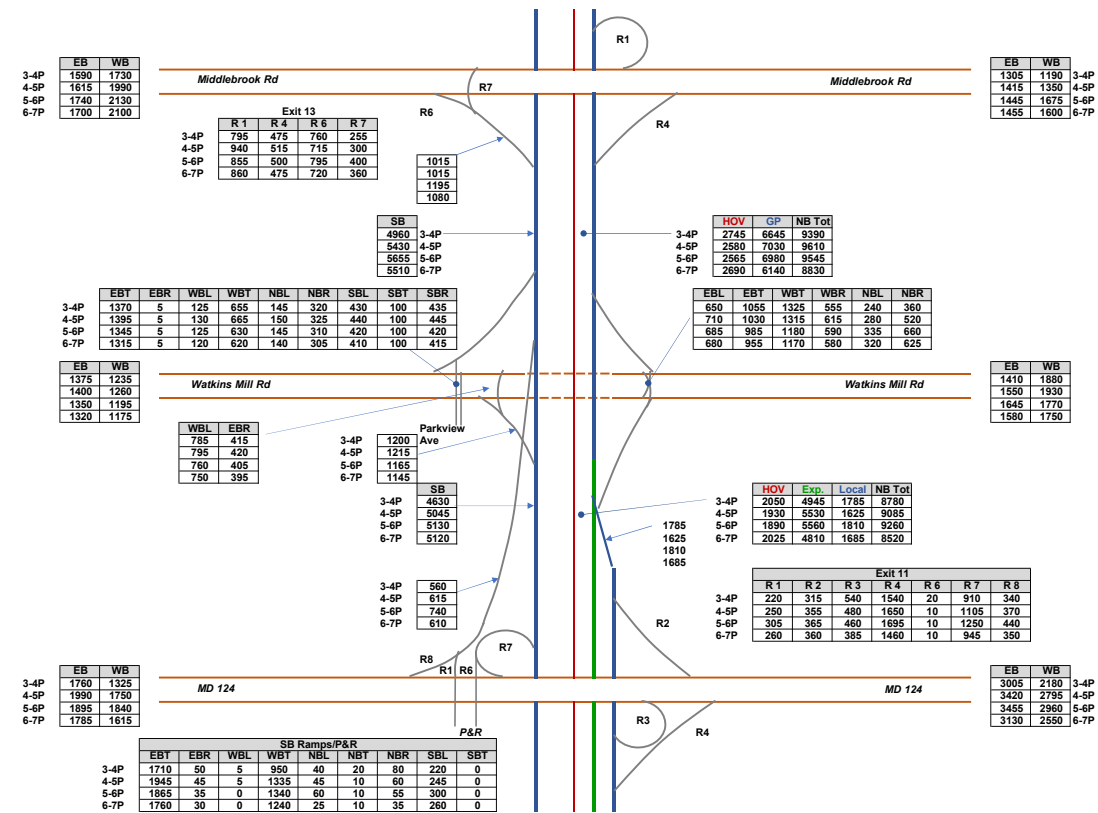 R1
EB WB
3-4P 1590 1730
4-5P 1615 1990
5-6P 1740 2130
6-7P 1700 2100
Middlebrook Rd
Middlebrook Rd
EB WB
1305 1190 3-4P
1415 1350 4-5P
1445 1675 5-6P
1455 1600 6-7P
R7
R6
R4
Exit 13
R 1 R 4 R 6 R 7
3-4P 795 475 760 255
4-5P 940 515 715 300
5-6P 855 500 795 400
6-7P 860 475 720 360
1015
1015
1195
1080
SB
4960 3-4P
5430 4-5P
5655 5-6P
5510 6-7P
HOV GP NB Tot
3-4P 2745 6645 9390
4-5P 2580 7030 9610
5-6P 2565 6980 9545
6-7P 2690 6140 8830
EBT EBR WBL WBT NBL NBR SBL SBT SBR
3-4P 1370 5 125 655 145 320 430 100 435
4-5P 1395 5 130 665 150 325 440 100 445
5-6P 1345 5 125 630 145 310 420 100 420
6-7P 1315 5 120 620 140 305 410 100 415
EBL EBT WBT WBR NBL NBR
650 1055 1325 555 240 360
710 1030 1315 615 280 520
685 985 1180 590 335 660
680 955 1170 580 320 625
EB WB
1375 1235
1400 1260
1350 1195
1320 1175
Watkins Mill Rd
Watkins Mill Rd
EB WB
1410 1880
1550 1930
1645 1770
1580 1750
WBL EBR
785 415
795 420
760 405
750 395
Parkview
Ave
3-4P 1200
4-5P 1215
5-6P 1165
6-7P 1145
SB
3-4P 4630
4-5P 5045
5-6P 5130
6-7P 5120
HOV Exp. Local NB Tot
3-4P 2050 4945 1785 8780
4-5P 1930 5530 1625 9085
5-6P 1890 5560 1810 9260
6-7P 2025 4810 1685 8520
1785
1625
1810
1685
3-4P 560
4-5P 615
5-6P 740
6-7P 610
Exit 11
R 1 R 2 R 3 R 4 R 6 R 7 R 8
3-4P 220 315 540 1540 20 910 340
4-5P 250 355 480 1650 10 1105 370
5-6P 305 365 460 1695 10 1250 440
6-7P 260 360 385 1460 10 945 350
R2
R7
R8
R1 R6
EB WB
3-4P 1760 1325
4-5P 1990 1750
5-6P 1895 1840
6-7P 1785 1615
MD 124
MD 124
EB WB
3005 2180 3-4P
3420 2795 4-5P
3455 2960 5-6P
3130 2550 6-7P
R3
R4
P&R
SB Ramps/P&R
EBT EBR WBL WBT NBL NBT NBR SBL SBT
3-4P 1710 50 5 950 40 20 80 220 0
4-5P 1945 45 5 1335 45 10 60 245 0
5-6P 1865 35 0 1340 60 10 55 300 0
6-7P 1760 30 0 1240 25 10 35 260 0